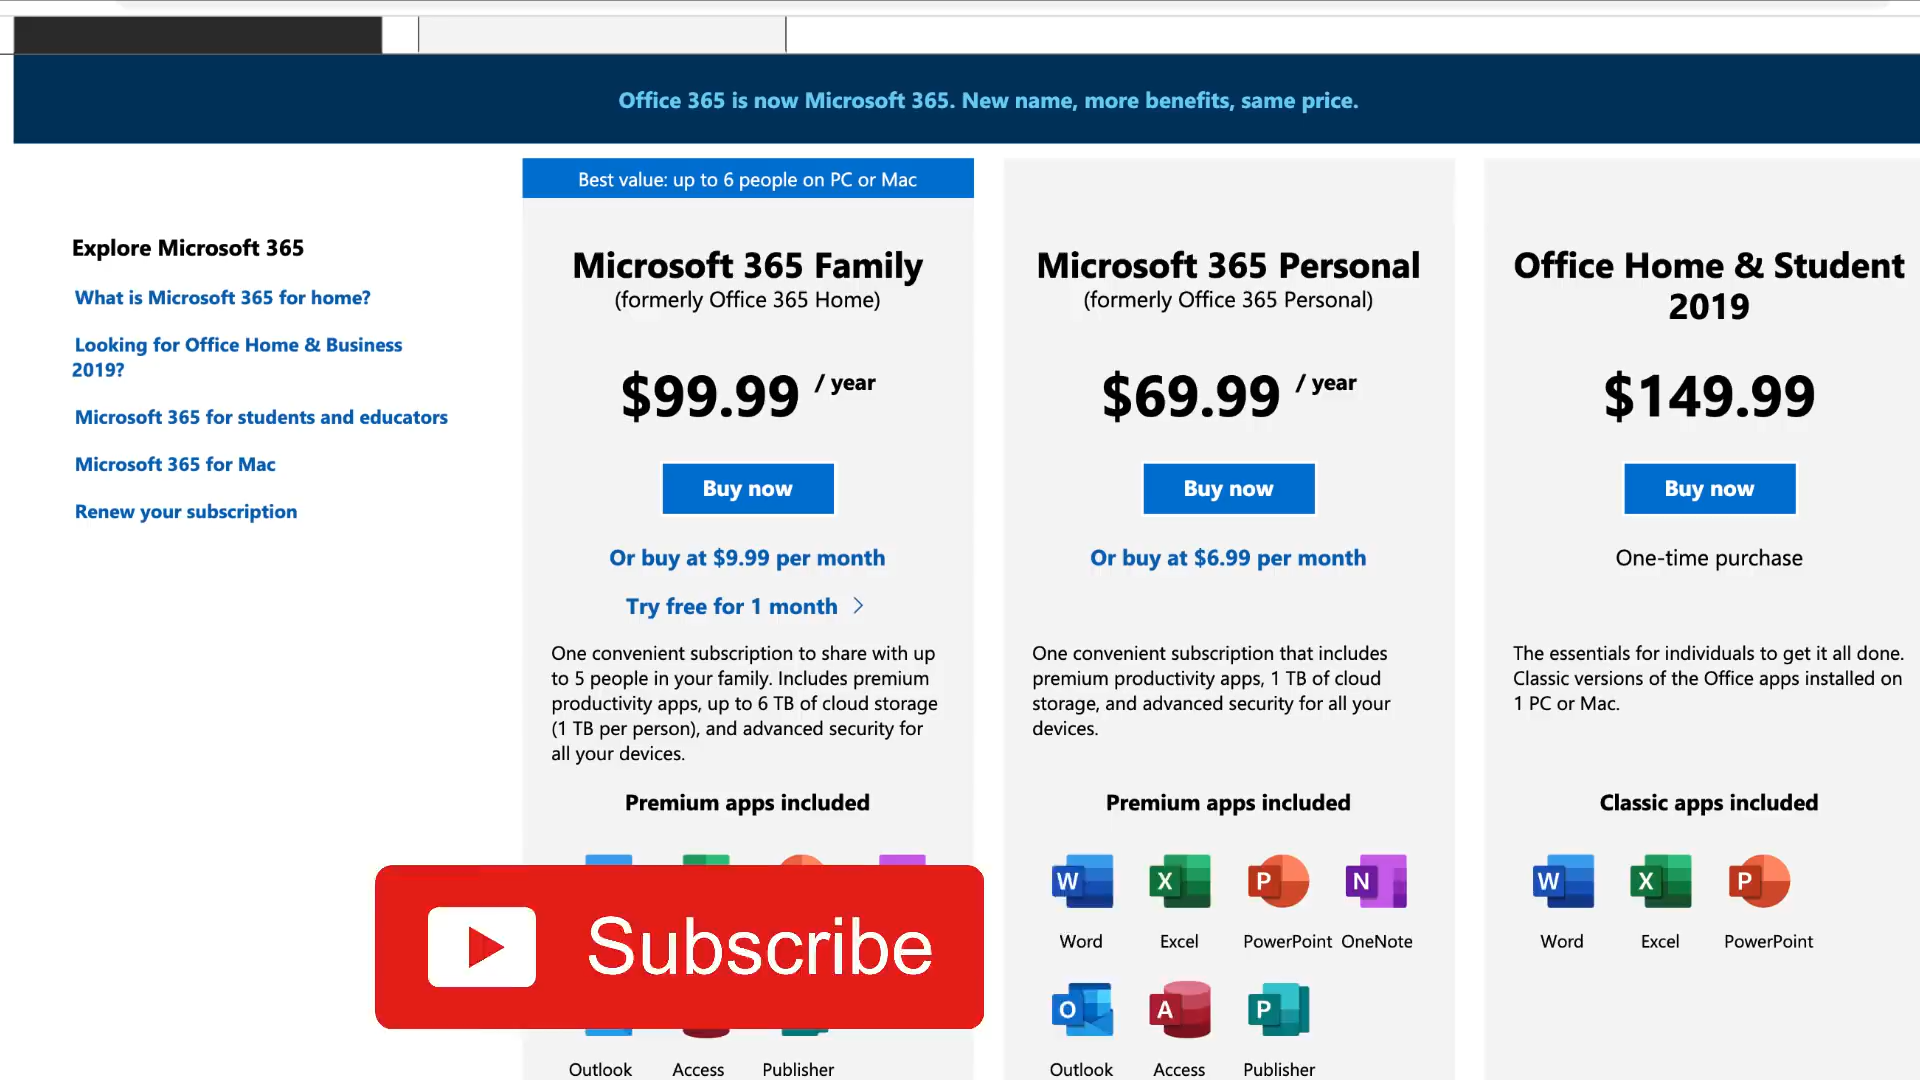 Office 365 is now Microsoft 365. New name, more benefits, same price.
Explore Microsoft 365
What is Microsoft 365 for home?
Looking for Office Home & Business
2019?
Microsoft 365 for students and educators
Microsoft 365 for Mac
Renew your subscription
Best value: up to 6 people on PC or Mac
Microsoft 365 Family
(formerly Office 365 Home)
$99.99 / year
Buy now
Or buy at $9.99 per month
Try free for 1 month
One convenient subscription to share with up
to 5 people in your family. Includes premium
productivity apps, up to 6 TB of cloud storage
(1 TB per person), and advanced security for
all your devices.
Premium apps included
Subscribe
Outlook Access Publisher
Microsoft 365 Personal
(formerly Office 365 Personal)
$69.99 / year
Buy now
Or buy at $6.99 per month
One convenient subscription that includes
premium productivity apps, 1 TB of cloud
storage, and advanced security for all your
devices.
Premium apps included
W X P N
Word Excel PowerPoint OneNote
O A P
Outlook Access Publisher
Office Home & Student
2019
$149.99
Buy now
One-time purchase
The essentials for individuals to get it all done.
Classic versions of the Office apps installed on
1 PC or Mac.
Classic apps included
W X P
Word Excel PowerPoint